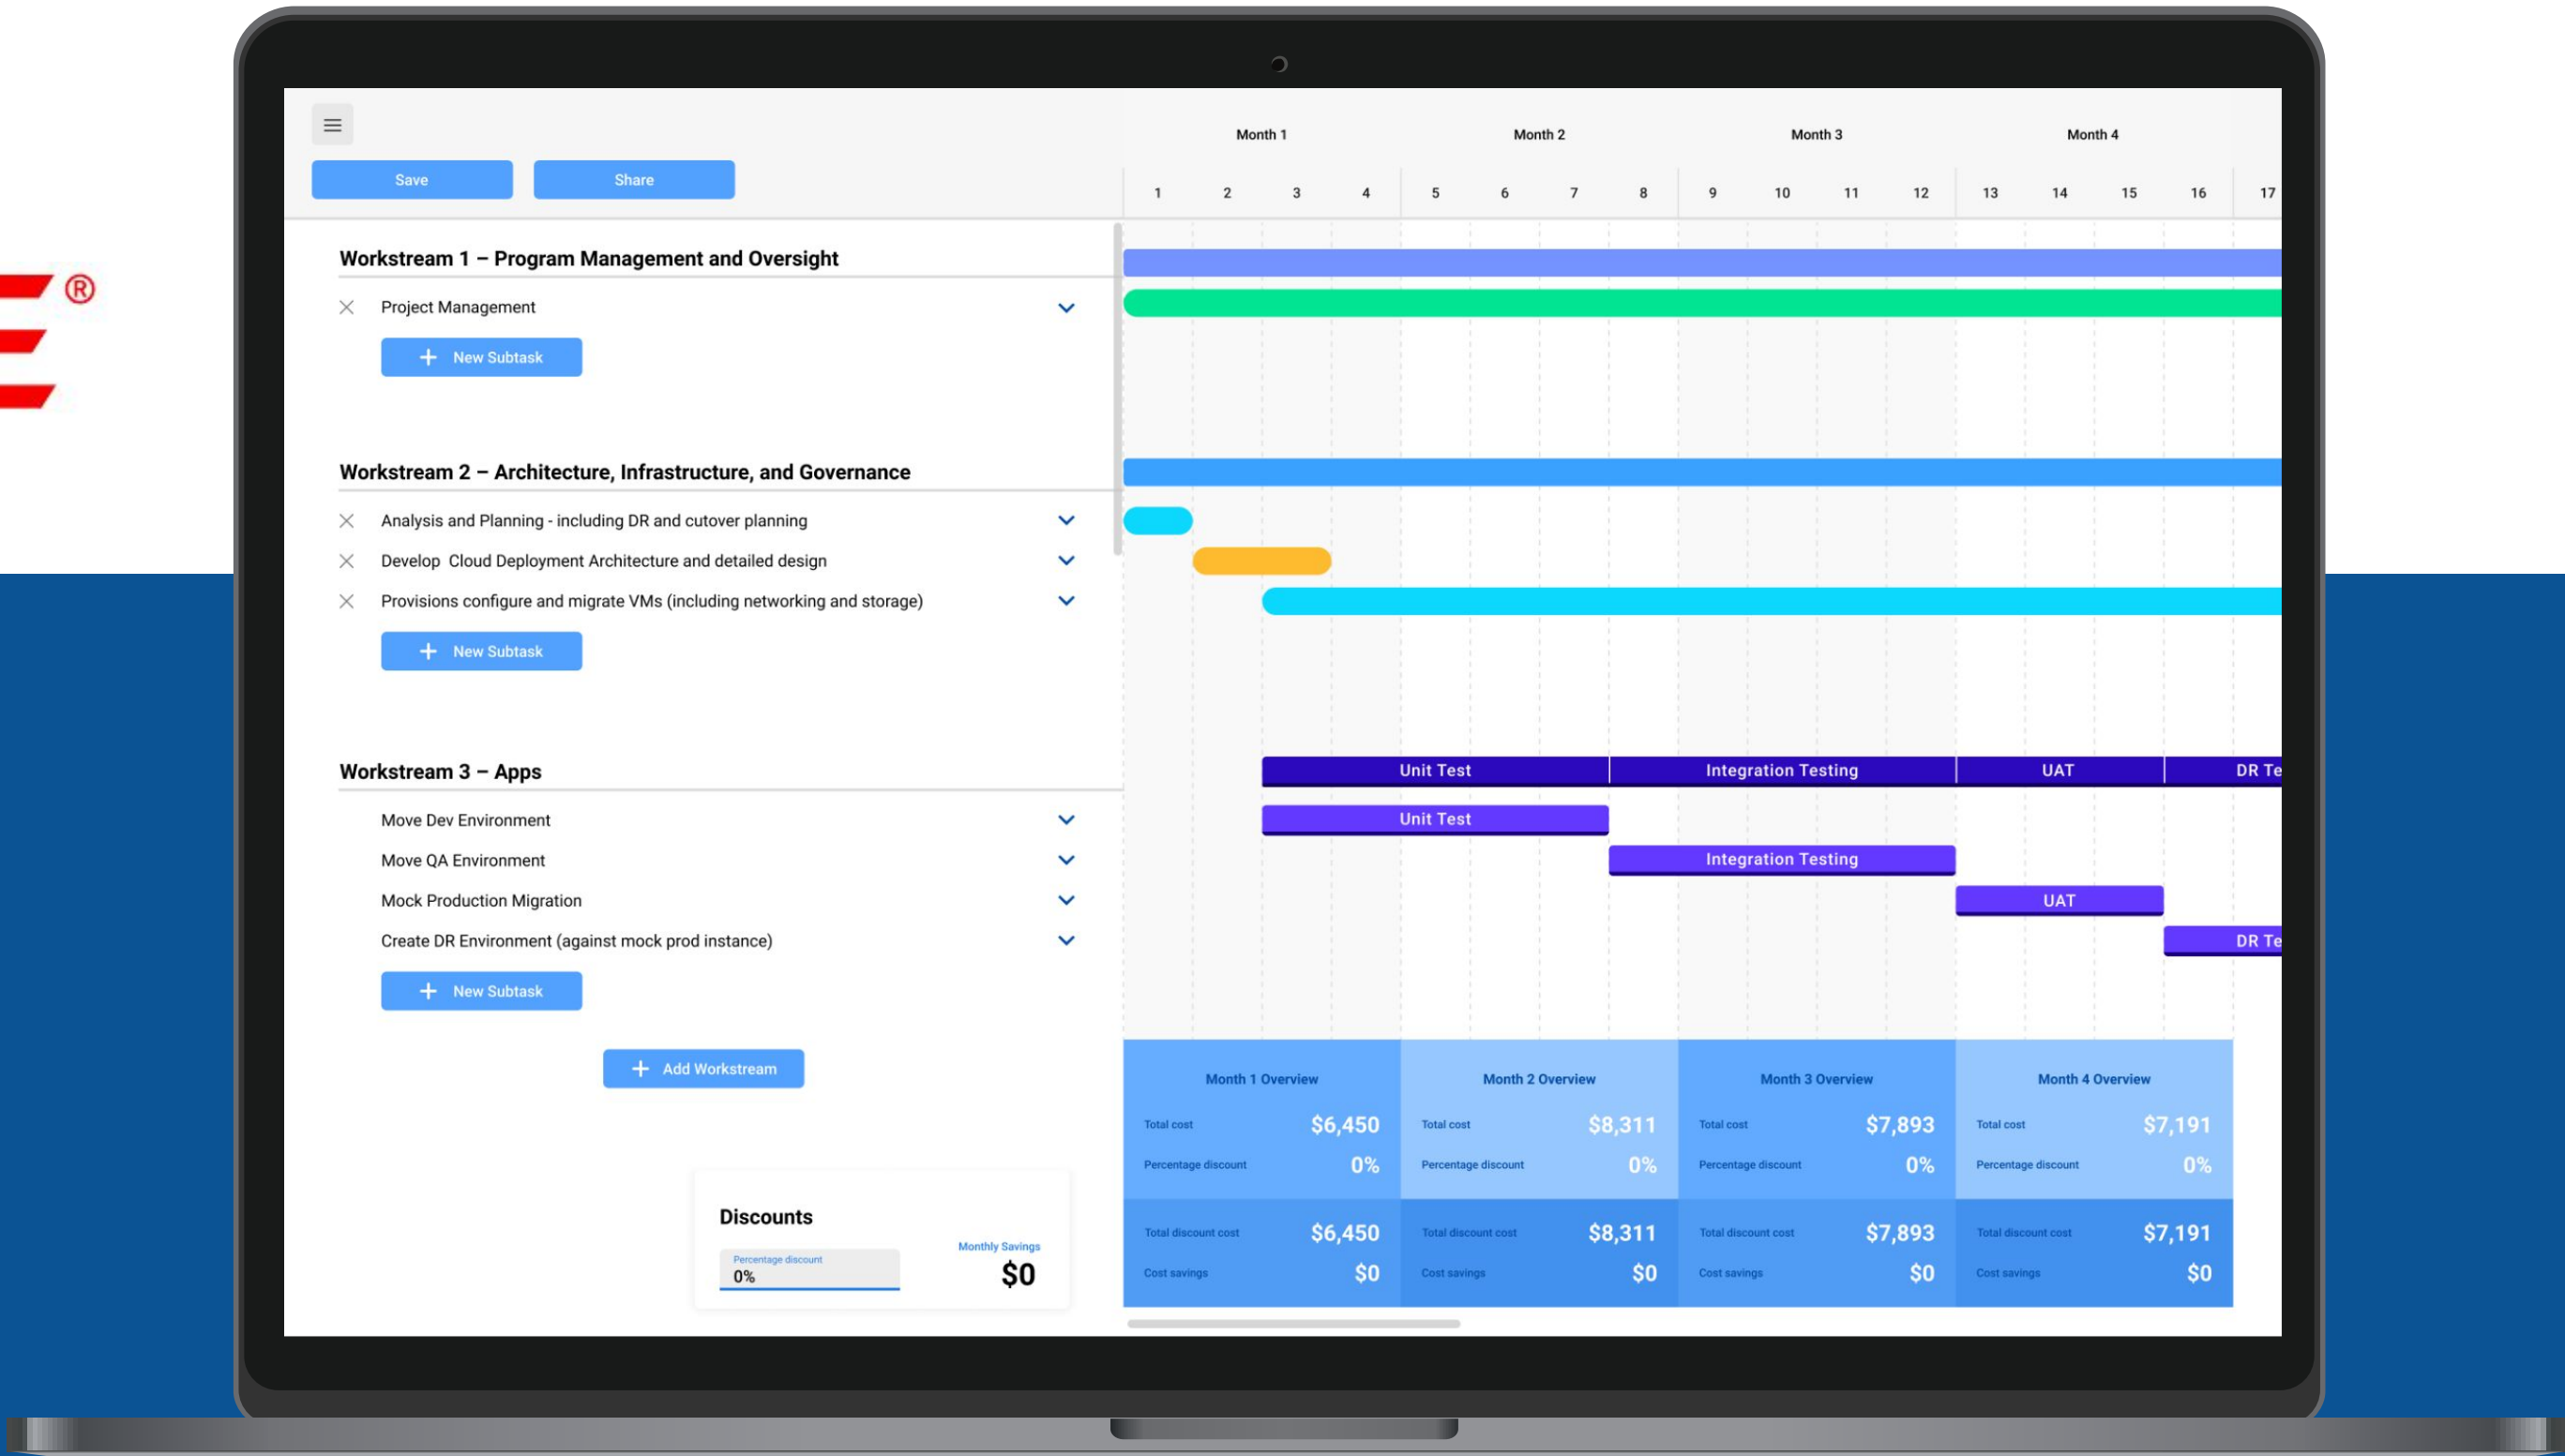 ®
Month 1 Month 2 Month 3 Month 4
Save Share
1 2 3 4 5 6 7 8 9 10 11 12 13 14 15 16 17
Workstream 1 – Program Management and Oversight
Project Management
+ New Subtask
Workstream 2 – Architecture, Infrastructure, and Governance
Analysis and Planning - including DR and cutover planning
Develop Cloud Deployment Architecture and detailed design
Provisions configure and migrate VMs (including networking and storage)
+ New Subtask
Workstream 3 – Apps Unit Test Integration Testing UAT DR Te
Move Dev Environment Unit Test
Move QA Environment Integration Testing
Mock Production Migration UAT
Create DR Environment (against mock prod instance) DR Te
+ New Subtask
+ Add Workstream
Month 1 Overview Month 2 Overview Month 3 Overview Month 4 Overview
Total cost $6,450 Total cost $8,311 Total cost $7,893 Total cost $7,191
Percentage discount 0% Percentage discount 0% Percentage discount 0% Percentage discount 0%
Total discount cost $6,450 Total discount cost $8,311 Total discount cost $7,893 Total discount cost $7,191
Cost savings $0 Cost savings $0 Cost savings $0 Cost savings $0
Discounts
Percentage discount
0%
Monthly Savings
$0